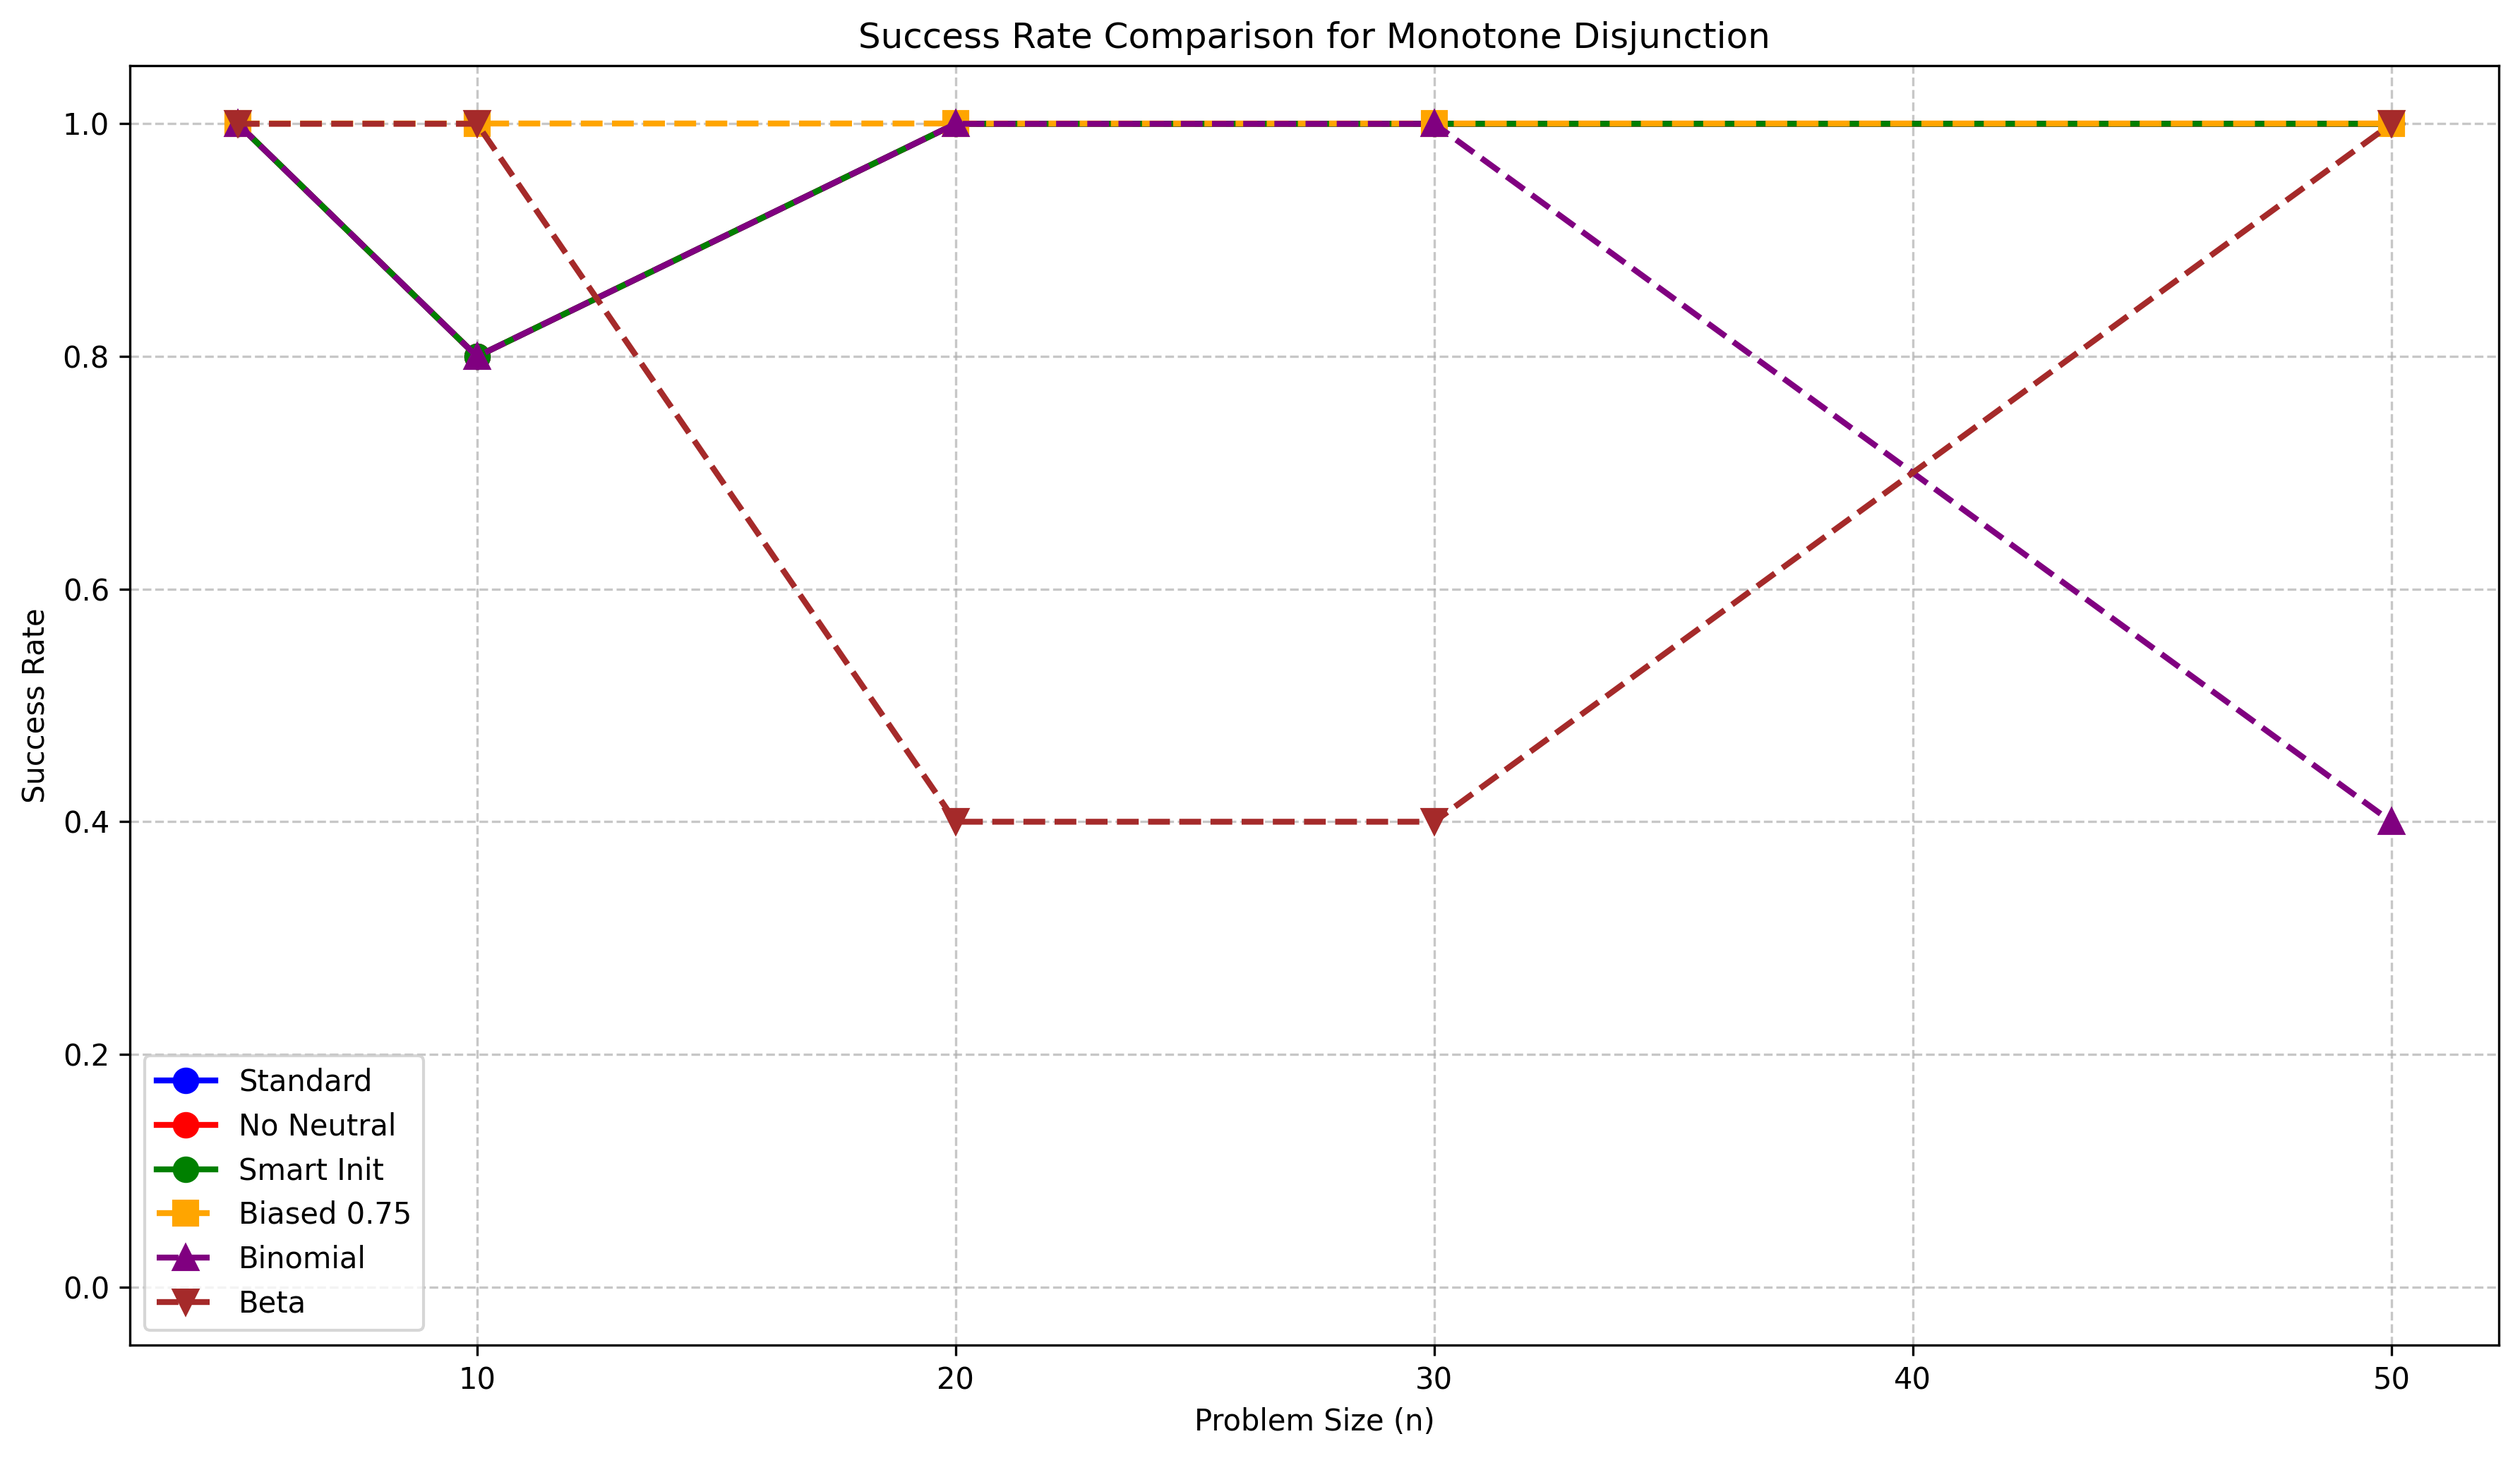 Success Rate Comparison for Monotone Disjunction
1.0
0.8
0.6
0.4
0.2
0.0
Success Rate
Standard
No Neutral
Smart Init
Biased 0.75
Binomial
Beta
10 20 30 40 50
Problem Size (n)